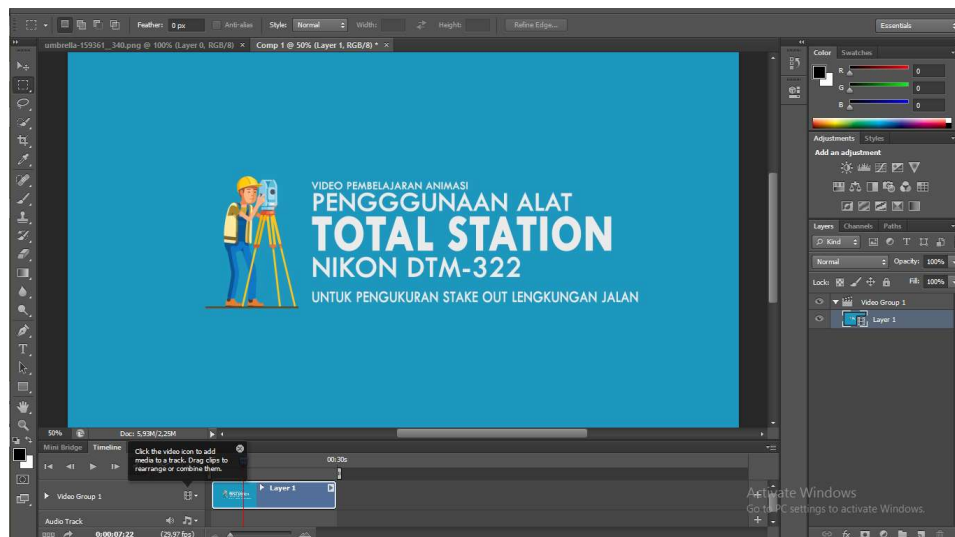 Feather: 0 px Anti-alias Style: Normal Width: Height: Refine Edge... Essentials
umbrella-159361__340.png @ 100% (Layer 0, RGB/8) × Comp 1 @ 50% (Layer 1, RGB/8) * ×
Color Swatches
R 0
G 0
B 0
Adjustments Styles
Add an adjustment
VIDEO PEMBELAJARAN ANIMASI
PENGGGUNAAN ALAT
TOTAL STATION
NIKON DTM-322
UNTUK PENGUKURAN STAKE OUT LENGKUNGAN JALAN
Layers Channels Paths
Kind
Normal Opacity: 100%
Lock: Fill: 100%
Video Group 1
Layer 1
50% Doc: 5,93M/2,25M
Mini Bridge Timeline
Click the video icon to add
media to a track. Drag clips to
rearrange or combine them.
00:30s
Video Group 1 Layer 1
Audio Track
0:00:07:22 (29,97 fps)
Activate Windows
Go to PC settings to activate Windows.